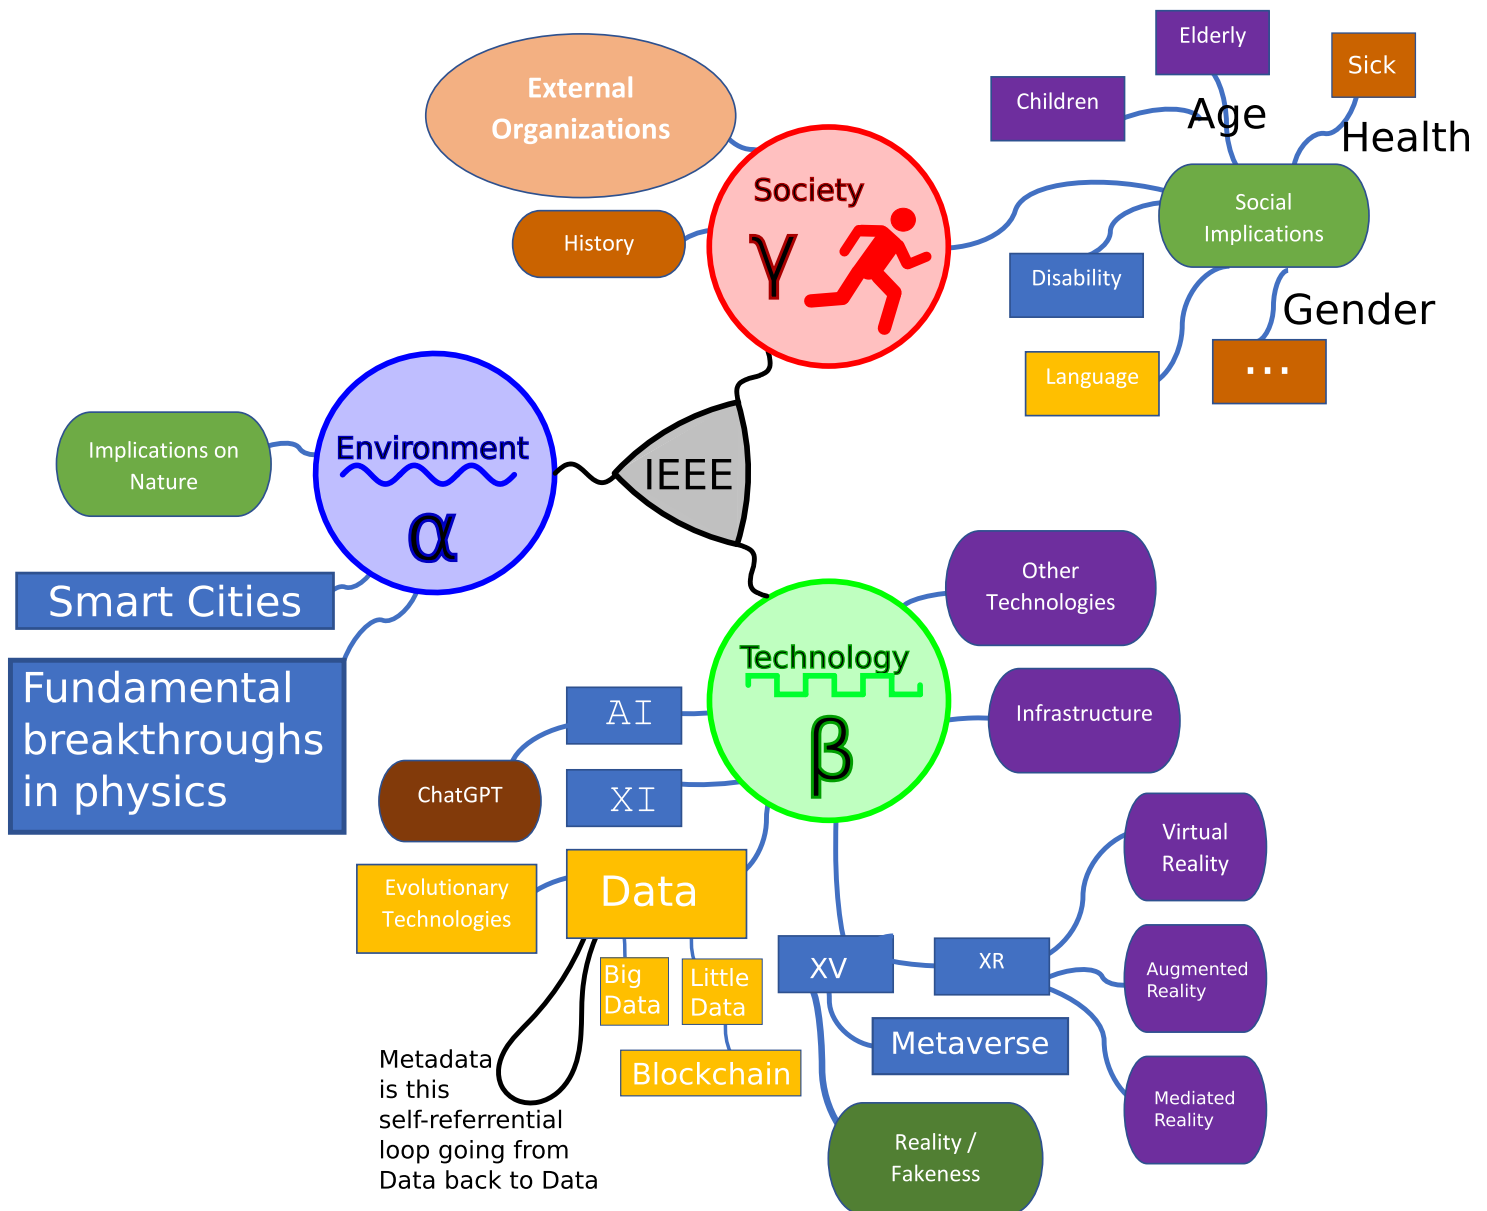 External
Organizations
History
Society
γ
Elderly
Children
Age
Sick
Health
Social
Implications
Disability
Language
Gender
...
Environment
α
IEEE
Implications on
Nature
Smart Cities
Fundamental
breakthroughs
in physics
Technology
β
Other
Technologies
Infrastructure
AI
XI
ChatGPT
Evolutionary
Technologies
Data
Big
Data
Little
Data
Blockchain
Metadata
is this
self-referrential
loop going from
Data back to Data
XV
XR
Metaverse
Reality /
Fakeness
Virtual
Reality
Augmented
Reality
Mediated
Reality